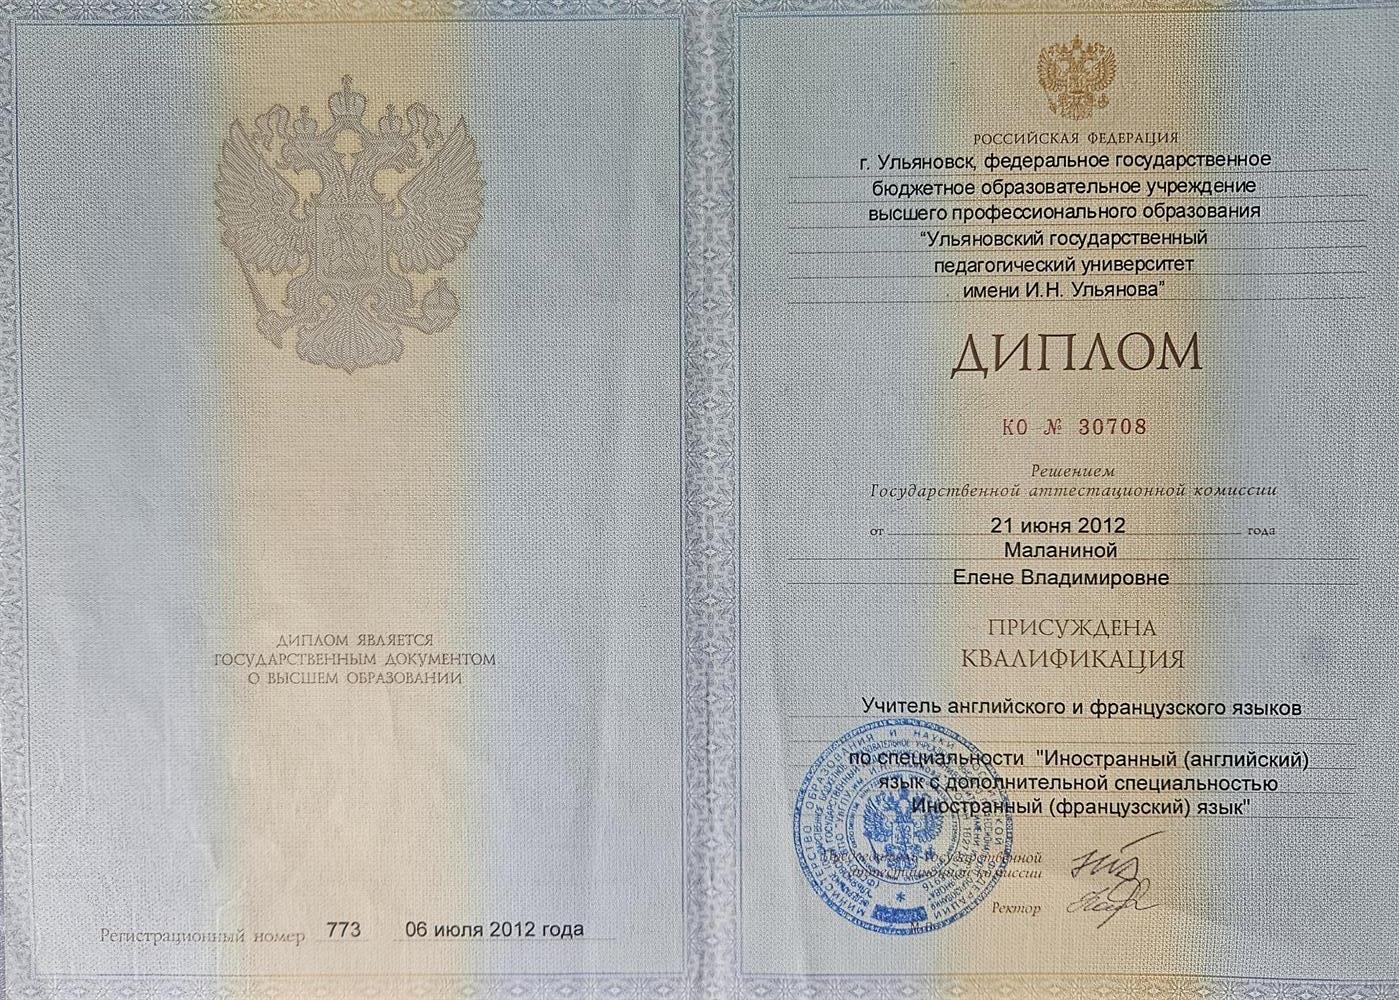 ДИПЛОМ ЯВЛЯЕТСЯ
ГОСУДАРСТВЕННЫМ ДОКУМЕНТОМ
О ВЫСШЕМ ОБРАЗОВАНИИ
Регистрационный номер 773 06 июля 2012 года
РОССИЙСКАЯ ФЕДЕРАЦИЯ
г. Ульяновск, федеральное государственное
бюджетное образовательное учреждение
высшего профессионального образования
“Ульяновский государственный
педагогический университет
имени И.Н. Ульянова”
ДИПЛОМ
КО № 30708
Решением
Государственной аттестационной комиссии
от 21 июня 2012 года
Маланиной
Елене Владимировне
ПРИСУЖДЕНА
КВАЛИФИКАЦИЯ
Учитель английского и французского языков
по специальности "Иностранный (английский)
язык с дополнительной специальностью
Иностранный (французский) язык"
Председатель Государственной
аттестационной комиссии
Ректор